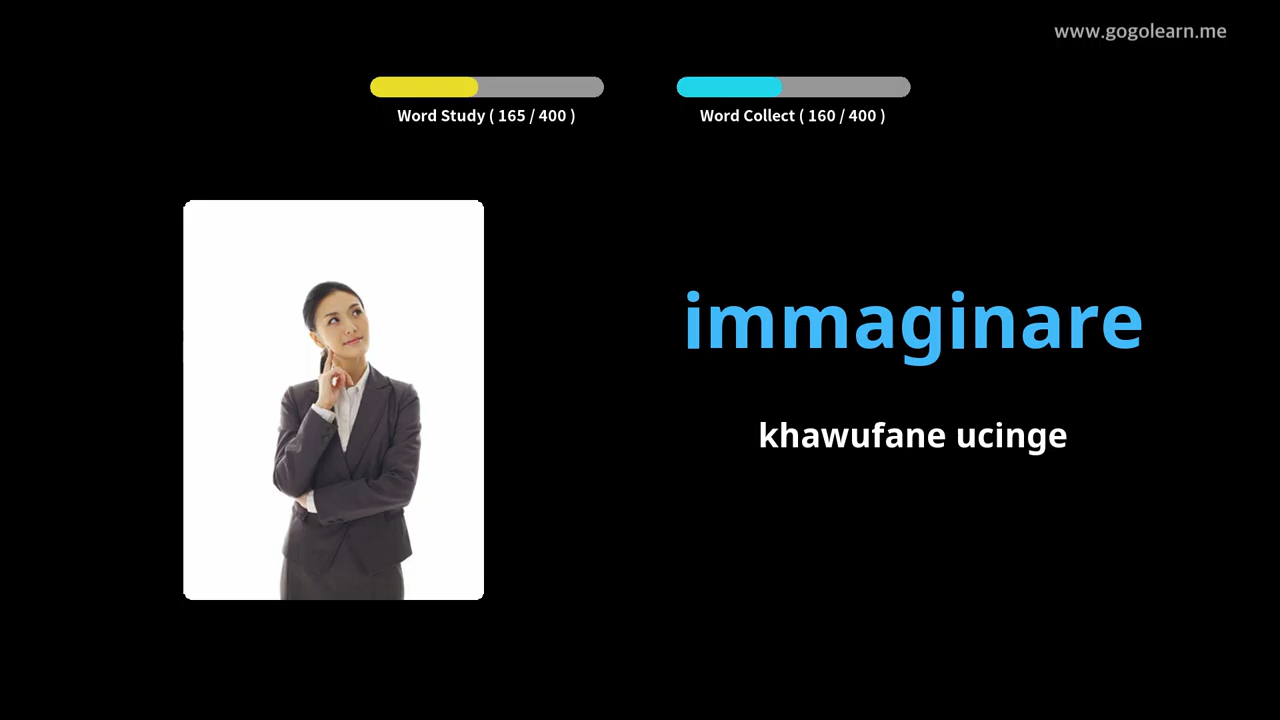 www.gogolearn.me
Word Study ( 165 / 400 )
Word Collect ( 160 / 400 )
immaginare
khawufane ucinge